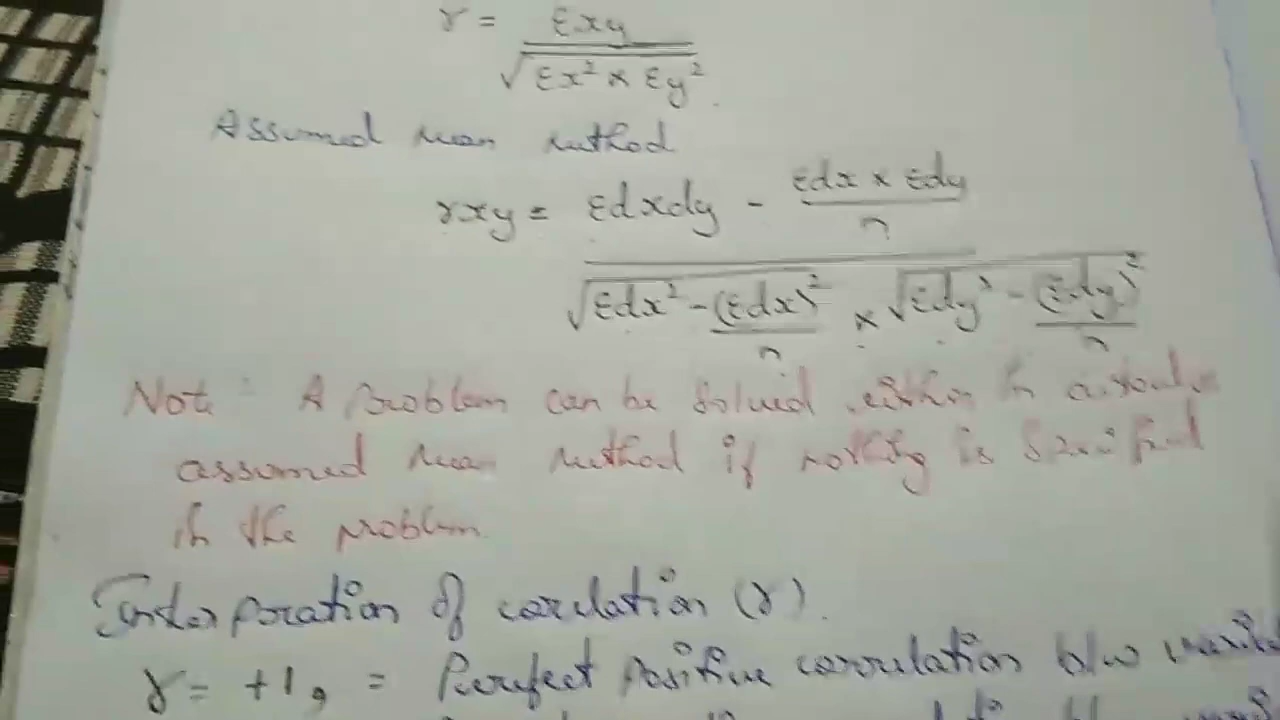 r = Σxy
√Σx² × Σy²
Assumed mean method
rxy = Σdxdy - Σdx × Σdy
n
√Σdx² - (Σdx)² × √Σdy² - (Σdy)²
n n
Note: A problem can be solved either in actual or
assumed mean method if nothing is specified
in the problem
Interporation of correlation (r).
r = +1, = Perfect positive correlation b/w